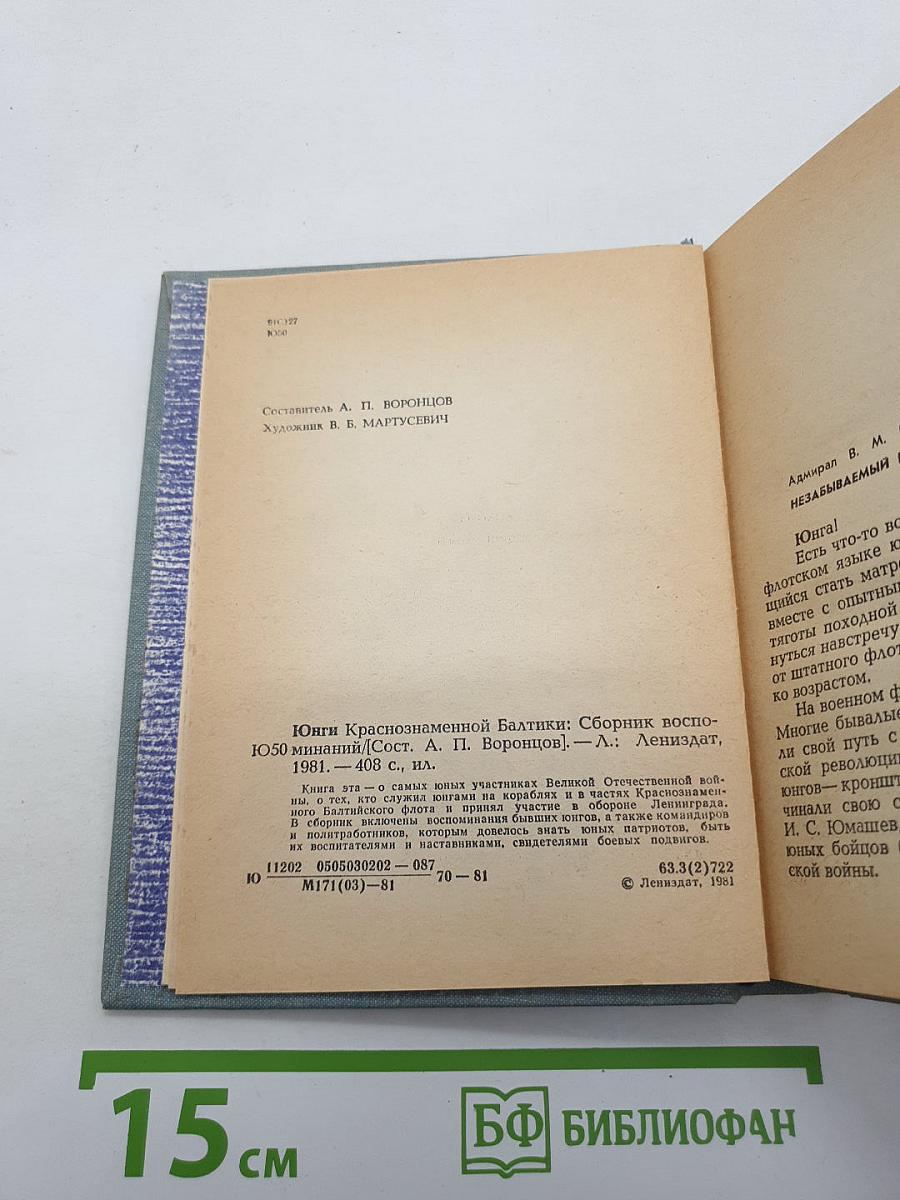 9(С)27
Ю50
Составитель А. П. ВОРОНЦОВ
Художник В. Б. МАРТУСЕВИЧ
Юнги Краснознаменной Балтики: Сборник воспо-
Ю50 минаний/[Сост. А. П. Воронцов]. — Л.: Лениздат,
1981. — 408 с., ил.
Книга эта — о самых юных участниках Великой Отечественной вой-
ны, о тех, кто служил юнгами на кораблях и в частях Краснознамен-
ного Балтийского флота и принял участие в обороне Ленинграда.
В сборник включены воспоминания бывших юнгов, а также командиров
и политработников, которым довелось знать юных патриотов, быть
их воспитателями и наставниками, свидетелями боевых подвигов.
Ю 11202 0505030202—087
М171(03)—81 70—81
63.3(2)722
© Лениздат, 1981
Адмирал В. М.
НЕЗАБЫВАЕМЫЙ
Юнга!
Есть что-то во
флотском языке ю
щийся стать матро
вместе с опытным
тяготы походной
нуться навстречу
от штатного флот
ко возрастом.
На военном ф
Многие бывалые
ли свой путь с
ской революци
юнгов— кроншт
чинали свою с
И. С. Юмашев,
юных бойцов
ской войны.
15 см
БФ БИБЛИОФАН